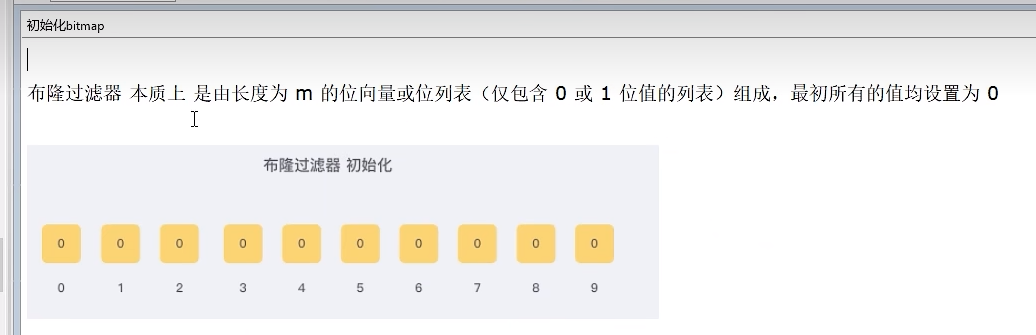 初始化bitmap
布隆过滤器 本质上 是由长度为 m 的位向量或位列表（仅包含 0 或 1 位值的列表）组成，最初所有的值均设置为 0
布隆过滤器 初始化
0 0 0 0 0 0 0 0 0 0
0 1 2 3 4 5 6 7 8 9